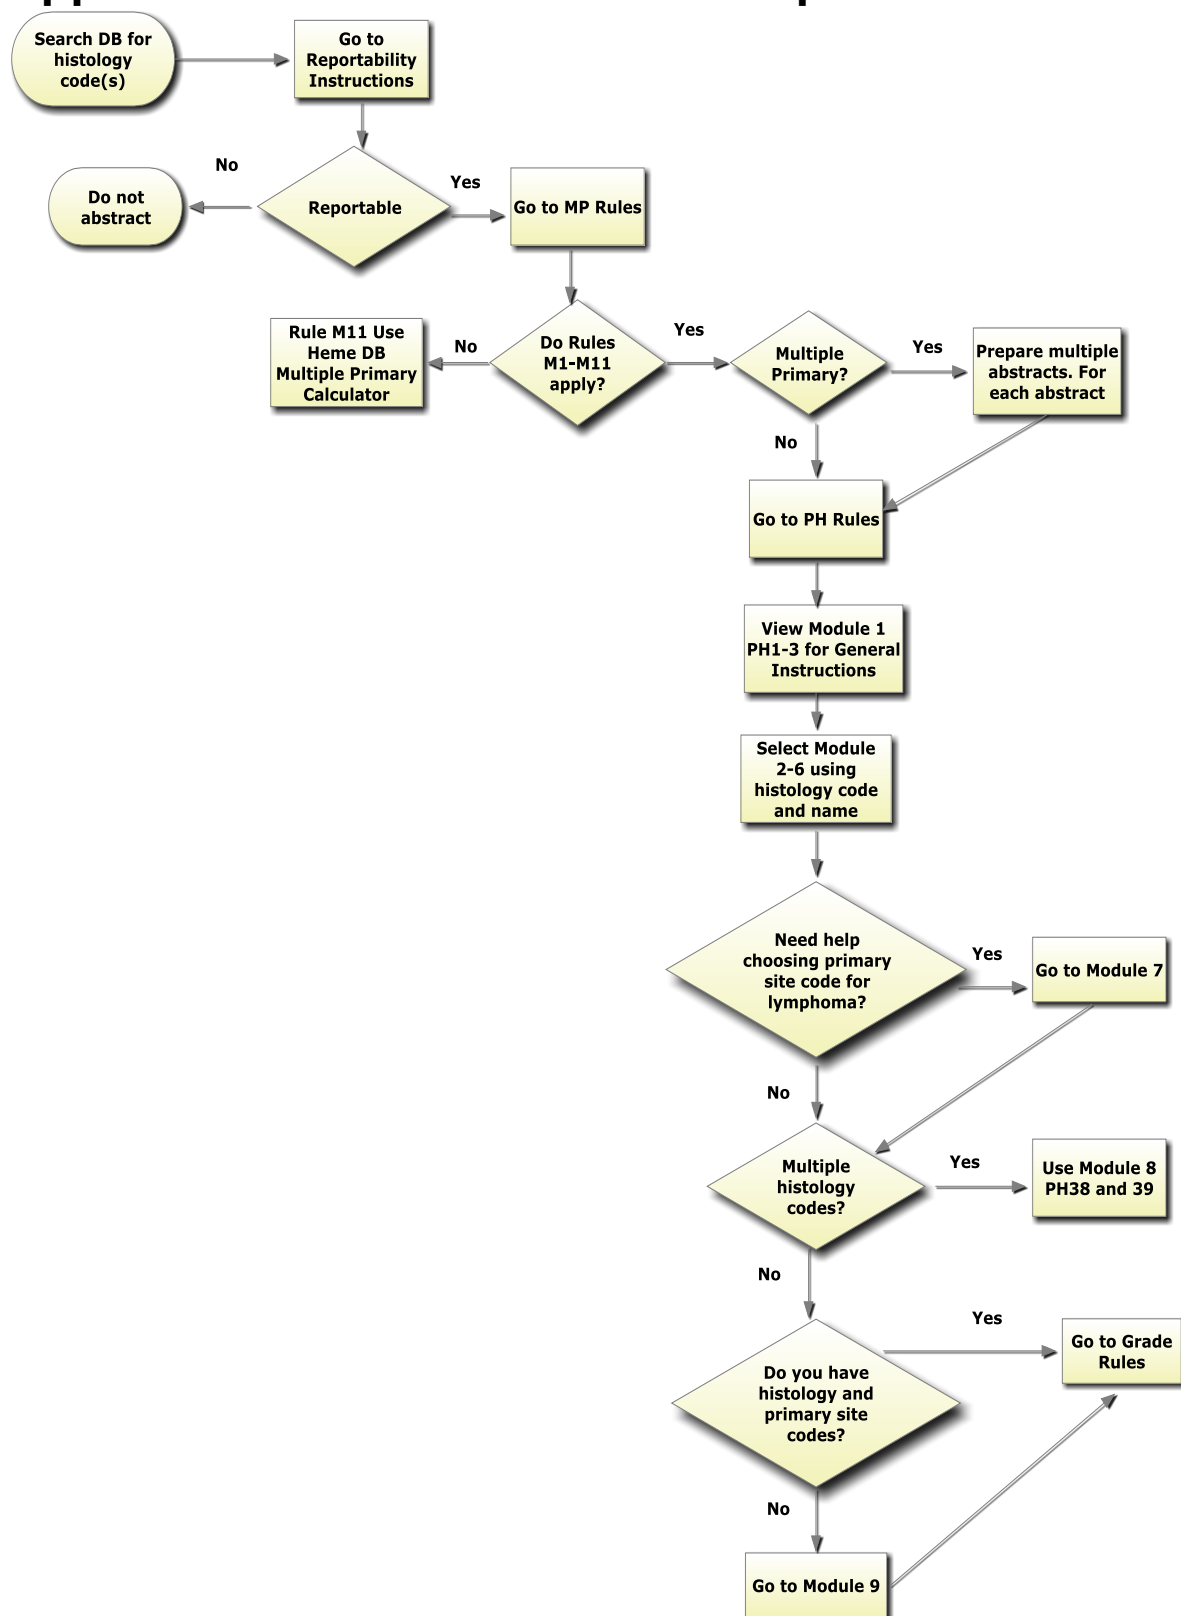 Search DB for
histology
code(s)
Go to
Reportability
Instructions
No
Do not
abstract
Reportable
Yes
Go to MP Rules
Rule M11 Use
Heme DB
Multiple Primary
Calculator
No
Do Rules
M1-M11
apply?
Yes
Multiple
Primary?
Yes
Prepare multiple
abstracts. For
each abstract
No
Go to PH Rules
View Module 1
PH1-3 for General
Instructions
Select Module
2-6 using
histology code
and name
Need help
choosing primary
site code for
lymphoma?
Yes
Go to Module 7
No
Multiple
histology
codes?
Yes
Use Module 8
PH38 and 39
No
Do you have
histology and
primary site
codes?
Yes
Go to Grade
Rules
No
Go to Module 9